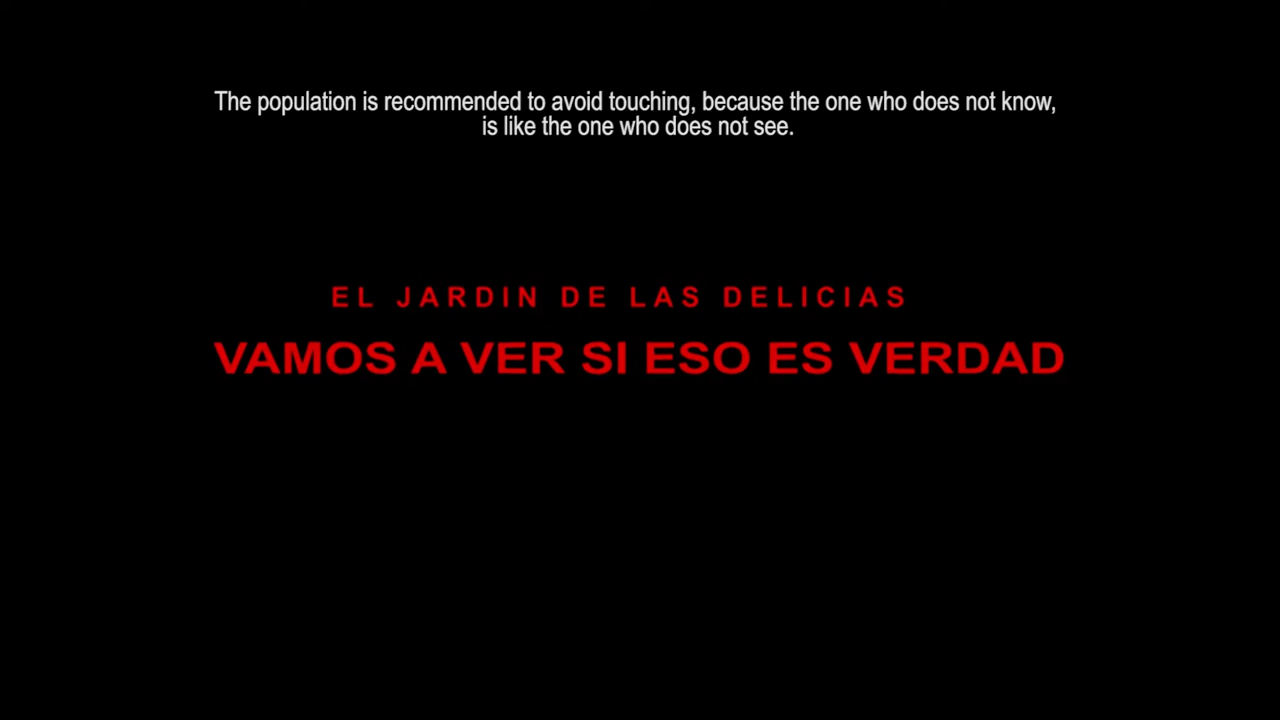 The population is recommended to avoid touching, because the one who does not know,
is like the one who does not see.
EL JARDIN DE LAS DELICIAS
VAMOS A VER SI ESO ES VERDAD